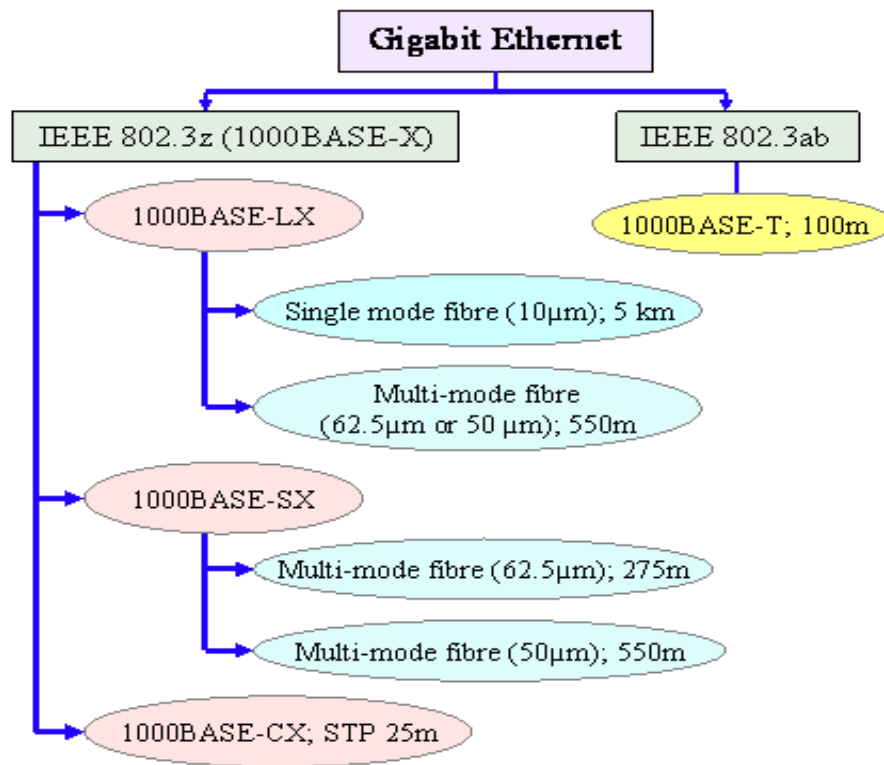 Gigabit Ethernet
IEEE 802.3z (1000BASE-X)
IEEE 802.3ab
1000BASE-LX
1000BASE-T; 100m
Single mode fibre (10µm); 5 km
Multi-mode fibre
(62.5µm or 50 µm); 550m
1000BASE-SX
Multi-mode fibre (62.5µm); 275m
Multi-mode fibre (50µm); 550m
1000BASE-CX; STP 25m